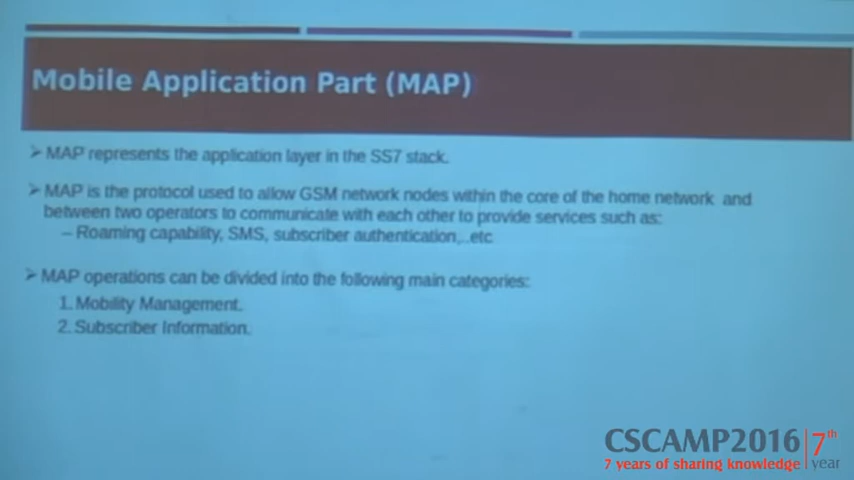 Mobile Application Part (MAP)
➢ MAP represents the application layer in the SS7 stack.
➢ MAP is the protocol used to allow GSM network nodes within the core of the home network and
between two operators to communicate with each other to provide services such as:
– Roaming capability, SMS, subscriber authentication,..etc
➢ MAP operations can be divided into the following main categories:
1. Mobility Management.
2. Subscriber Information.
CSCAMP2016 7th
7 years of sharing knowledge year